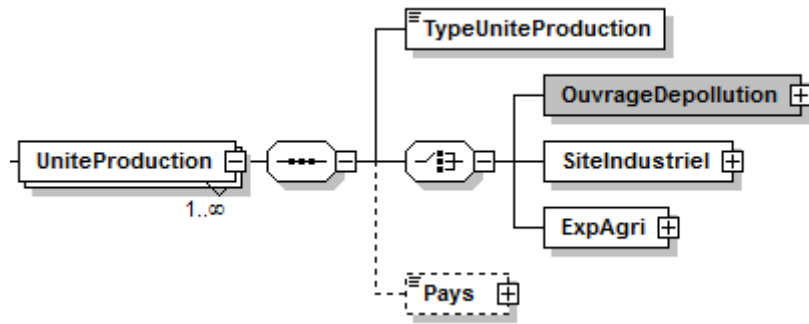 TypeUniteProduction
OuvrageDepollution
UniteProduction
1..∞
SiteIndustriel
ExpAgri
Pays